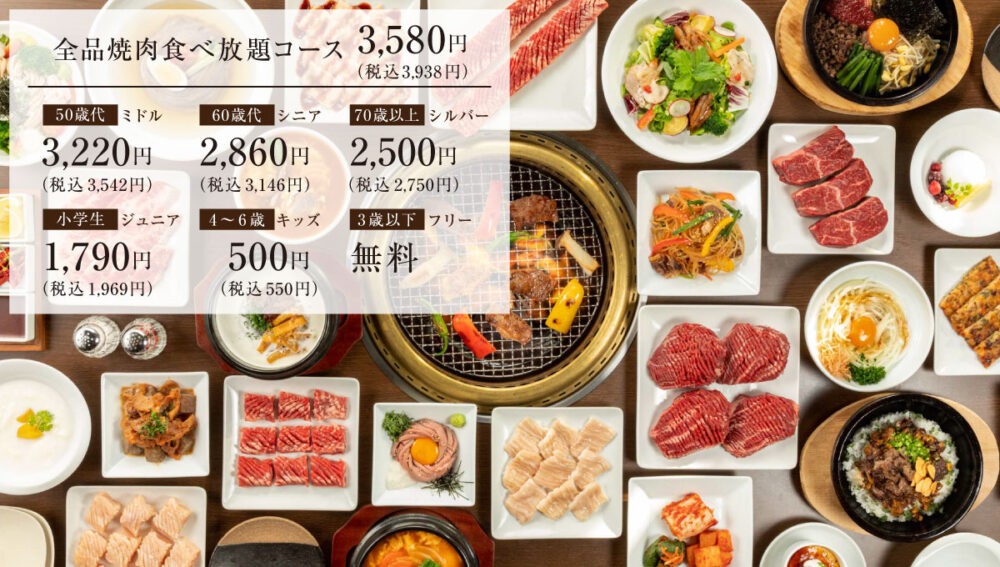 全品焼肉食べ放題コース 3,580円
(税込3,938円)
50歳代 ミドル 60歳代 シニア 70歳以上 シルバー
3,220円 2,860円 2,500円
(税込3,542円) (税込3,146円) (税込2,750円)
小学生 ジュニア 4～6歳 キッズ 3歳以下 フリー
1,790円 500円 無料
(税込1,969円) (税込550円)